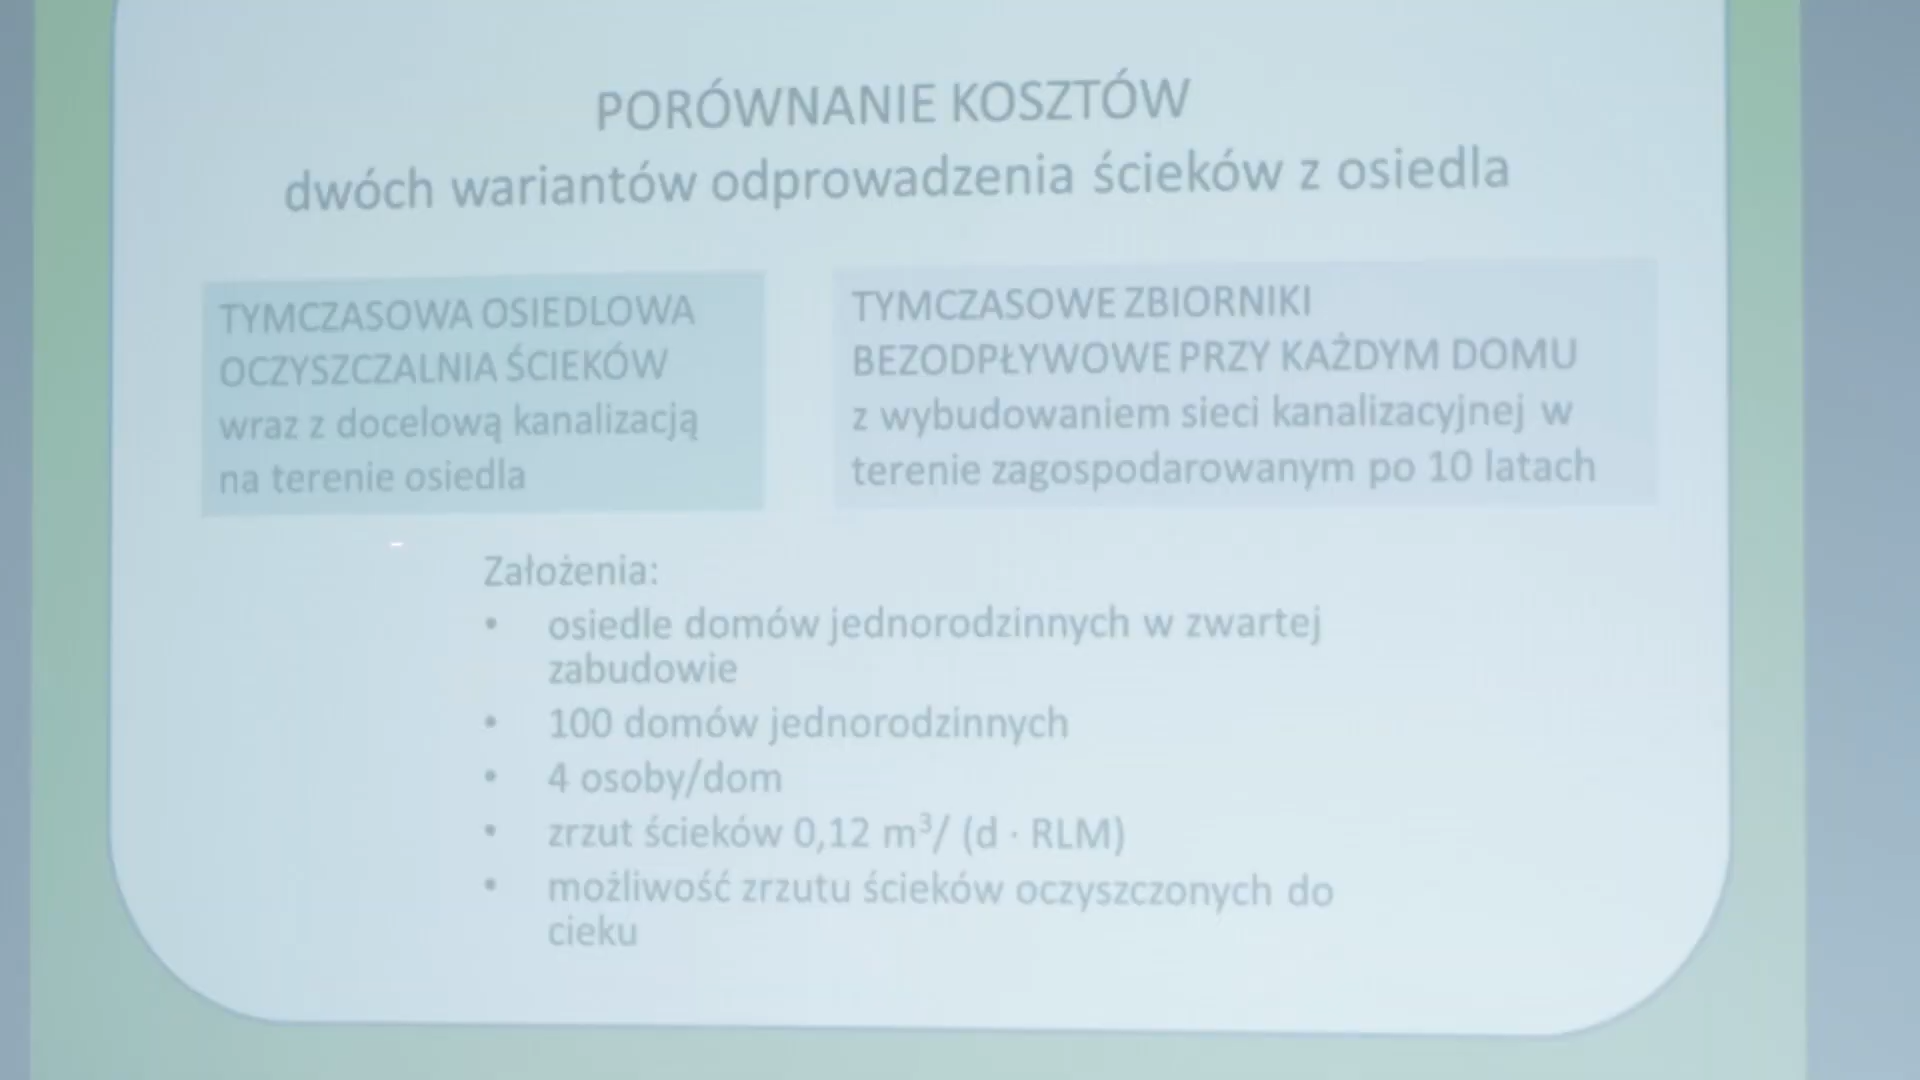 PORÓWNANIE KOSZTÓW
dwóch wariantów odprowadzenia ścieków z osiedla
TYMCZASOWA OSIEDLOWA
OCZYSZCZALNIA ŚCIEKÓW
wraz z docelową kanalizacją
na terenie osiedla
TYMCZASOWE ZBIORNIKI
BEZODPŁYWOWE PRZY KAŻDYM DOMU
z wybudowaniem sieci kanalizacyjnej w
terenie zagospodarowanym po 10 latach
Założenia:
• osiedle domów jednorodzinnych w zwartej
zabudowie
• 100 domów jednorodzinnych
• 4 osoby/dom
• zrzut ścieków 0,12 m³/ (d · RLM)
• możliwość zrzutu ścieków oczyszczonych do
cieku